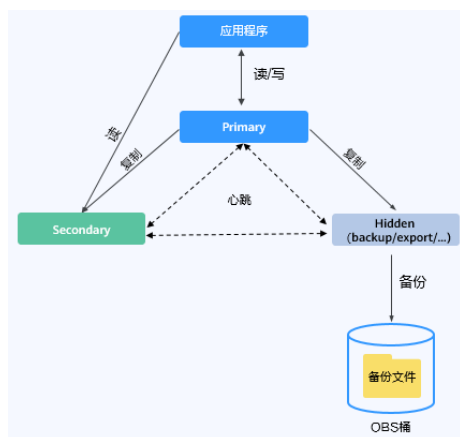 应用程序
读/写
Primary
读
复制
复制
心跳
Secondary
Hidden
(backup/export/...)
备份
备份文件
OBS桶